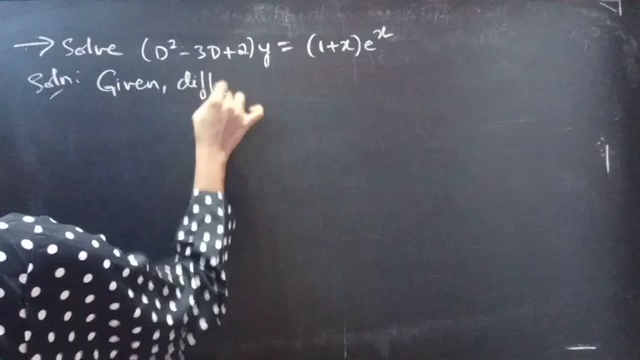 → Solve (D² - 3D + 2)y = (1+x)eˣ
Soln: Given, diff